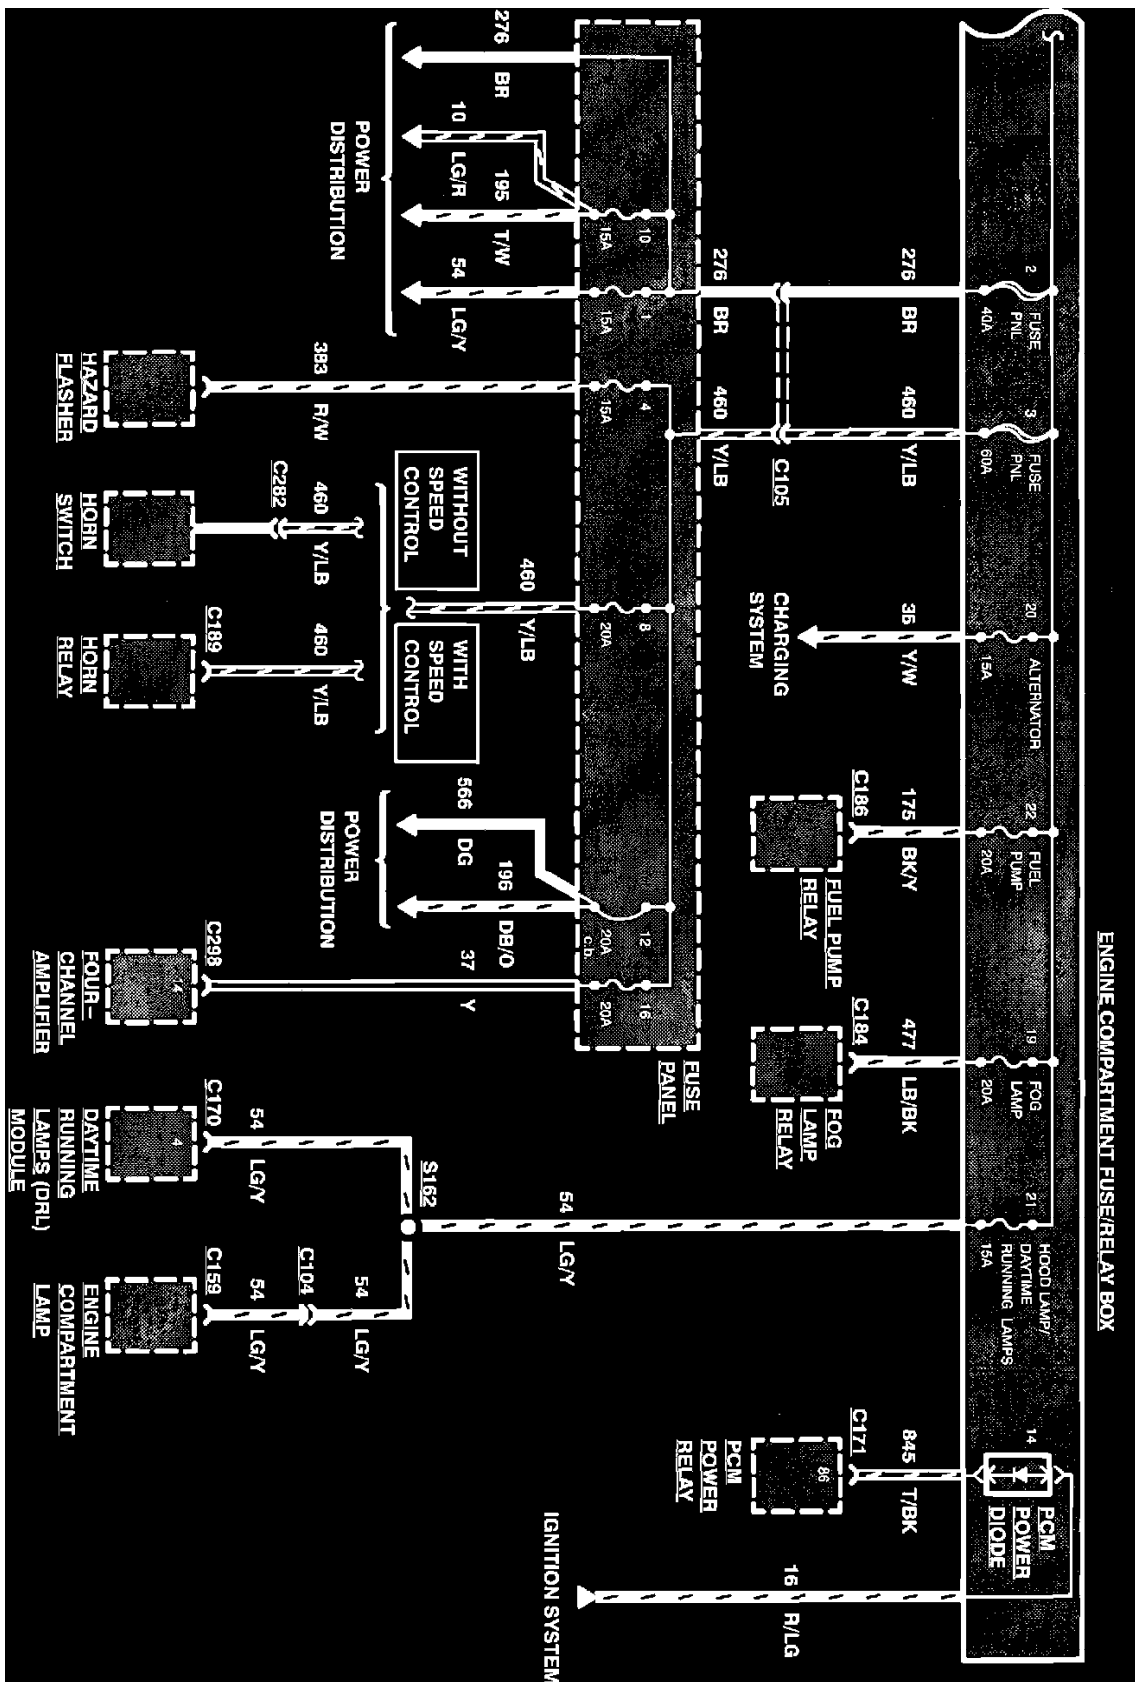 ENGINE COMPARTMENT FUSE/RELAY BOX
2
FUSE
PNL
40A
3
FUSE
PNL
60A
20
ALTERNATOR
15A
22
FUEL
PUMP
20A
19
FOG
LAMP
20A
21
HOOD LAMP/
DAYTIME
RUNNING LAMPS
15A
14
PCM
POWER
DIODE
276
BR
460
Y/LB
35
Y/W
175
BK/Y
477
LB/BK
845
T/BK
C186
C184
C171
C105
CHARGING
SYSTEM
FUEL PUMP
RELAY
FOG
LAMP
RELAY
86
PCM
POWER
RELAY
16
R/LG
IGNITION SYSTEM
276
BR
460
Y/LB
FUSE
PANEL
10
15A
1
15A
4
15A
8
20A
12
20A
c.b.
16
20A
276
BR
10
LG/R
195
T/W
54
LG/Y
POWER
DISTRIBUTION
383
R/W
460
Y/LB
WITHOUT
SPEED
CONTROL
WITH
SPEED
CONTROL
566
DG
196
DB/O
POWER
DISTRIBUTION
37
Y
54
LG/Y
S162
C282
460
Y/LB
C189
460
Y/LB
C298
C170
54
LG/Y
C159
54
LG/Y
C104
54
LG/Y
HAZARD
FLASHER
HORN
SWITCH
HORN
RELAY
14
FOUR-
CHANNEL
AMPLIFIER
4
DAYTIME
RUNNING
LAMPS (DRL)
MODULE
ENGINE
COMPARTMENT
LAMP